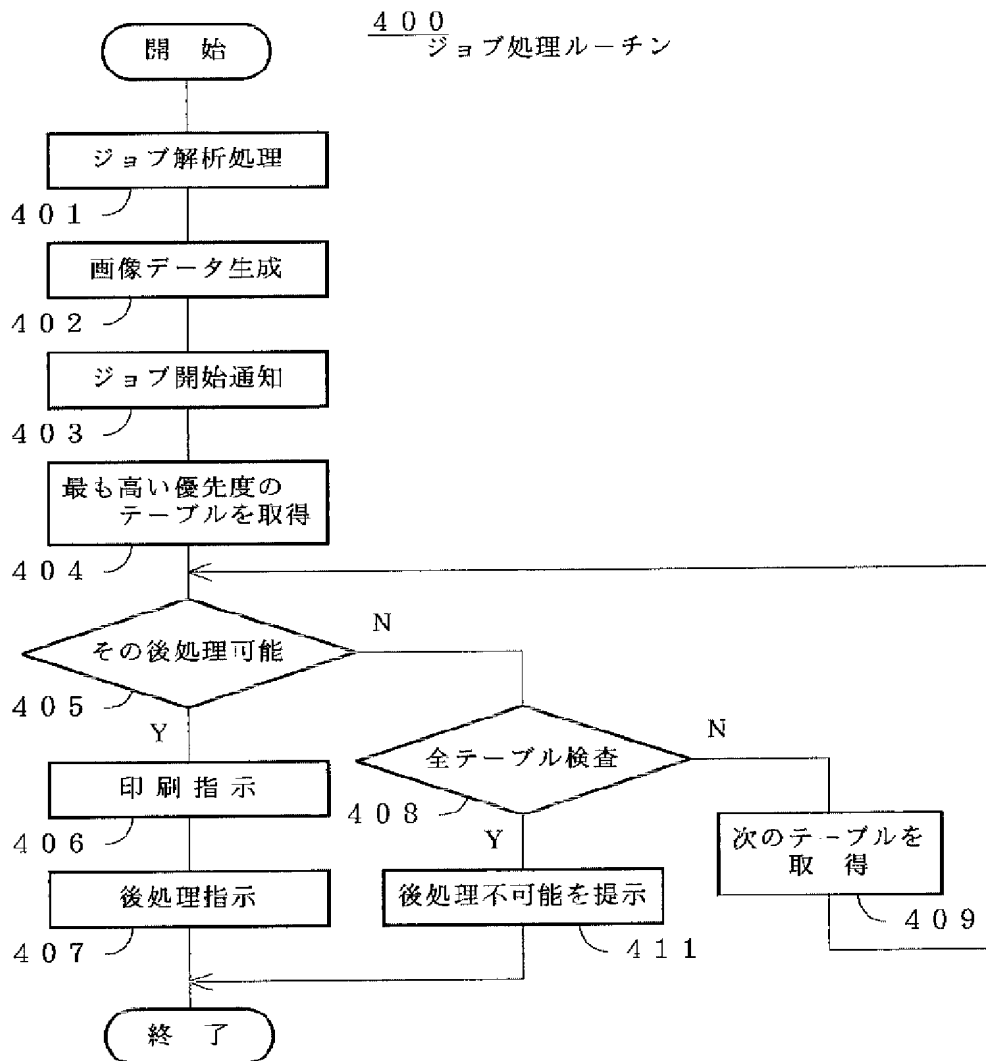 ４００
ジョブ処理ルーチン
開　始
ジョブ解析処理
４０１
画像データ生成
４０２
ジョブ開始通知
４０３
最も高い優先度の
テーブルを取得
４０４
その後処理可能
N
４０５
Y
全テーブル検査
N
４０８
Y
印 刷 指 示
４０６
次のテーブルを
取　得
４０９
後処理指示
４０７
後処理不可能を提示
４１１
終　了